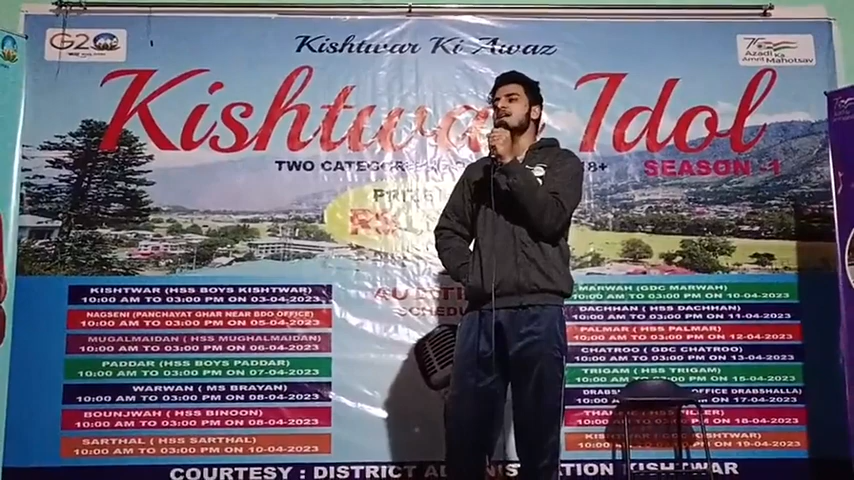 G20
Kishtwar Ki Awaz
75
Azadi Ka
Amrit Mahotsav
Kishtwar Idol
TWO CATEGOR
18+
SEASON -1
PRIZE
Rs.
KISHTWAR (HSS BOYS KISHTWAR)
10:00 AM TO 03:00 PM ON 03-04-2023
NAGSENI (PANCHAYAT GHAR NEAR BDO OFFICE)
10:00 AM TO 03:00 PM ON 05-04-2023
MUGALMAIDAN (HSS MUGHALMAIDAN)
10:00 AM TO 03:00 PM ON 06-04-2023
PADDAR (HSS BOYS PADDAR)
10:00 AM TO 03:00 PM ON 07-04-2023
WARWAN (MS BRAYAN)
10:00 AM TO 03:00 PM ON 08-04-2023
BOUNJWAH (HSS BINOON)
10:00 AM TO 03:00 PM ON 08-04-2023
SARTHAL (HSS SARTHAL)
10:00 AM TO 03:00 PM ON 10-04-2023
MARWAH (GDC MARWAH)
10:00 AM TO 03:00 PM ON 10-04-2023
DACHHAN (HSS DACHHAN)
10:00 AM TO 03:00 PM ON 11-04-2023
PALMAR (HSS PALMAR)
10:00 AM TO 03:00 PM ON 12-04-2023
CHATROO (GDC CHATROO)
10:00 AM TO 03:00 PM ON 13-04-2023
TRIGAM (HSS TRIGAM)
10:00 AM TO 03:00 PM ON 15-04-2023
OFFICE DRABSHALLA)
03:00 PM ON 17-04-2023
10:00 AM TO 03:00 PM ON 18-04-2023
KISHTWAR)
10:00 AM TO 03:00 PM ON 19-04-2023
COURTESY : DISTRICT
KISHTWAR